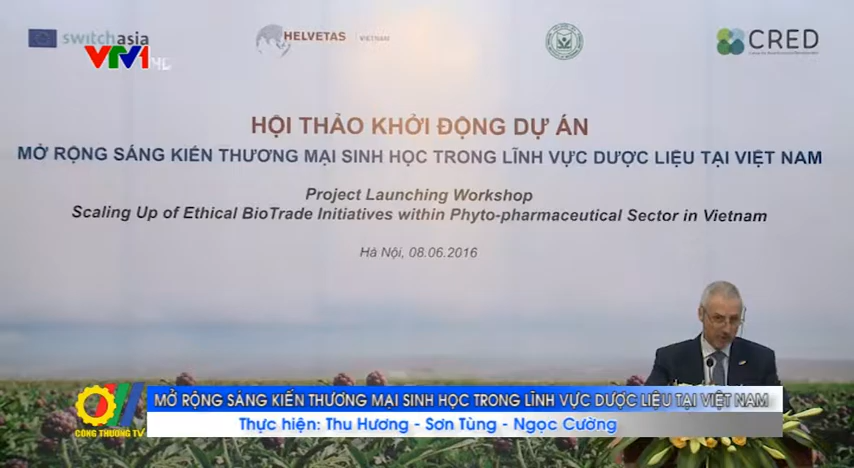 switchasia
VTV1
HELVETAS VIETNAM
CRED
HỘI THẢO KHỞI ĐỘNG DỰ ÁN
MỞ RỘNG SÁNG KIẾN THƯƠNG MẠI SINH HỌC TRONG LĨNH VỰC DƯỢC LIỆU TẠI VIỆT NAM
Project Launching Workshop
Scaling Up of Ethical BioTrade Initiatives within Phyto-pharmaceutical Sector in Vietnam
Hà Nội, 08.06.2016
MỞ RỘNG SÁNG KIẾN THƯƠNG MẠI SINH HỌC TRONG LĨNH VỰC DƯỢC LIỆU TẠI VIỆT NAM
CÔNG THƯƠNG TV
Thực hiện: Thu Hương - Sơn Tùng - Ngọc Cường